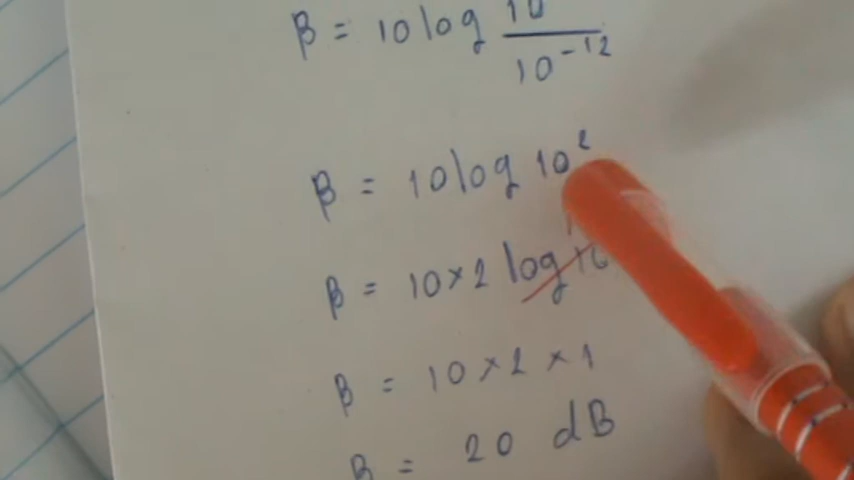 β = 10 log 10 / 10⁻¹²
β = 10 log 10²
β = 10 × 2 log 10
β = 10 × 2 × 1
β = 20 dB